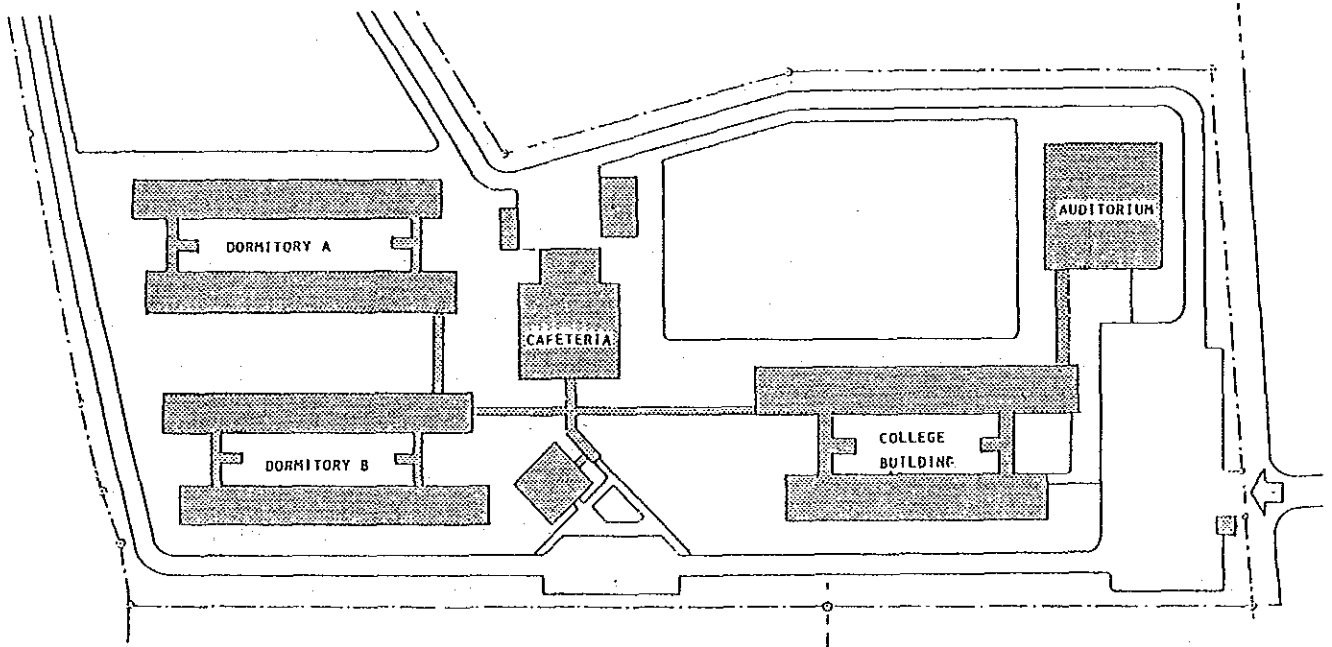 AUDITORIUM
DORMITORY A
CAFETERIA
COLLEGE
BUILDING
DORMITORY B